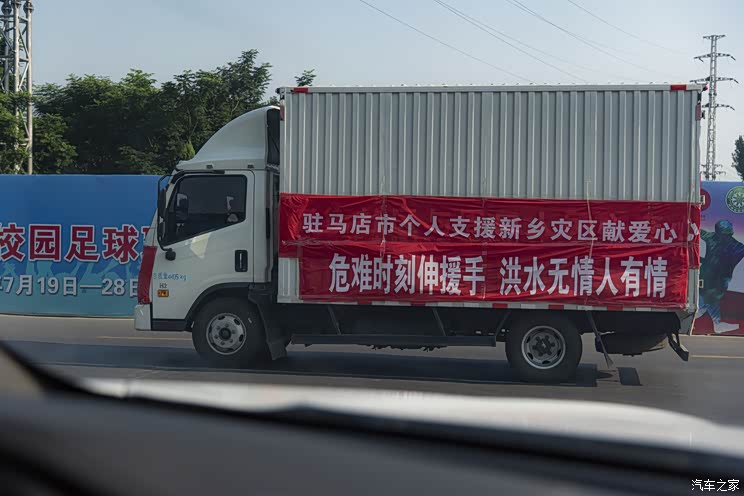 校园足球
7月19日—28日
驻马店市个人支援新乡灾区献爱心
危难时刻伸援手 洪水无情人有情
汽车之家